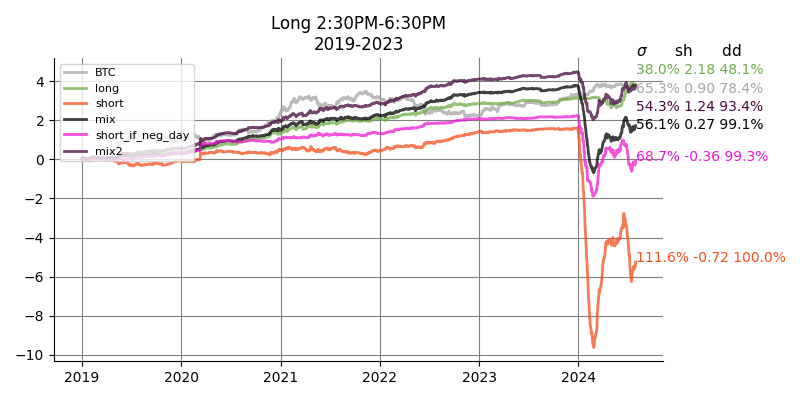 Long 2:30PM-6:30PM
2019-2023
σ sh dd
BTC
long
short
mix
short_if_neg_day
mix2
38.0% 2.18 48.1%
65.3% 0.90 78.4%
54.3% 1.24 93.4%
56.1% 0.27 99.1%
68.7% -0.36 99.3%
111.6% -0.72 100.0%
4
2
0
−2
−4
−6
−8
−10
2019 2020 2021 2022 2023 2024